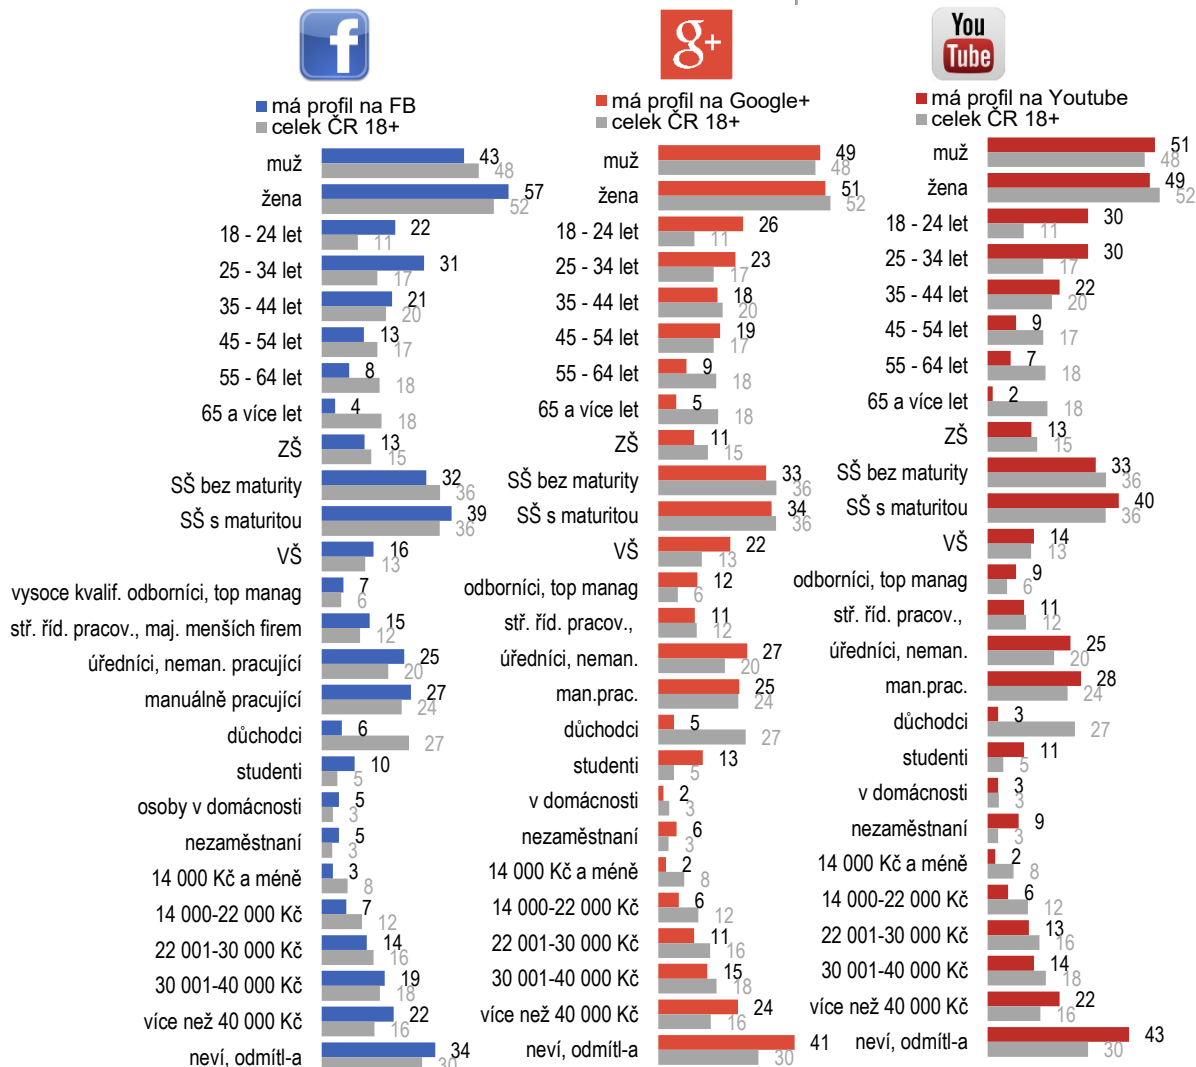 f
g+
You
Tube
má profil na FB
celek ČR 18+
muž 43 48
žena 57 52
18 - 24 let 22 11
25 - 34 let 31 17
35 - 44 let 21 20
45 - 54 let 13 17
55 - 64 let 8 18
65 a více let 4 18
ZŠ 13 15
SŠ bez maturity 32 36
SŠ s maturitou 39 36
VŠ 16 13
vysoce kvalif. odborníci, top manag 7 6
stř. říd. pracov., maj. menších firem 15 12
úředníci, neman. pracující 25 20
manuálně pracující 27 24
důchodci 6 27
studenti 10 5
osoby v domácnosti 5 3
nezaměstnaní 5 3
14 000 Kč a méně 3 8
14 000-22 000 Kč 7 12
22 001-30 000 Kč 14 16
30 001-40 000 Kč 19 18
více než 40 000 Kč 22 16
neví, odmítl-a 34 30
má profil na Google+
celek ČR 18+
muž 49 48
žena 51 52
18 - 24 let 26 11
25 - 34 let 23 17
35 - 44 let 18 20
45 - 54 let 19 17
55 - 64 let 9 18
65 a více let 5 18
ZŠ 11 15
SŠ bez maturity 33 36
SŠ s maturitou 34 36
VŠ 22 13
odborníci, top manag 12 6
stř. říd. pracov., 11 12
úředníci, neman. 27 20
man.prac. 25 24
důchodci 5 27
studenti 13 5
v domácnosti 2 3
nezaměstnaní 6 3
14 000 Kč a méně 2 8
14 000-22 000 Kč 6 12
22 001-30 000 Kč 11 16
30 001-40 000 Kč 15 18
více než 40 000 Kč 24 16
neví, odmítl-a 41 30
má profil na Youtube
celek ČR 18+
muž 51 48
žena 49 52
18 - 24 let 30 11
25 - 34 let 30 17
35 - 44 let 22 20
45 - 54 let 9 17
55 - 64 let 7 18
65 a více let 2 18
ZŠ 13 15
SŠ bez maturity 33 36
SŠ s maturitou 40 36
VŠ 14 13
odborníci, top manag 9 6
stř. říd. pracov., 11 12
úředníci, neman. 25 20
man.prac. 28 24
důchodci 3 27
studenti 11 5
v domácnosti 3 3
nezaměstnaní 9 3
14 000 Kč a méně 2 8
14 000-22 000 Kč 6 12
22 001-30 000 Kč 13 16
30 001-40 000 Kč 14 18
více než 40 000 Kč 22 16
neví, odmítl-a 43 30